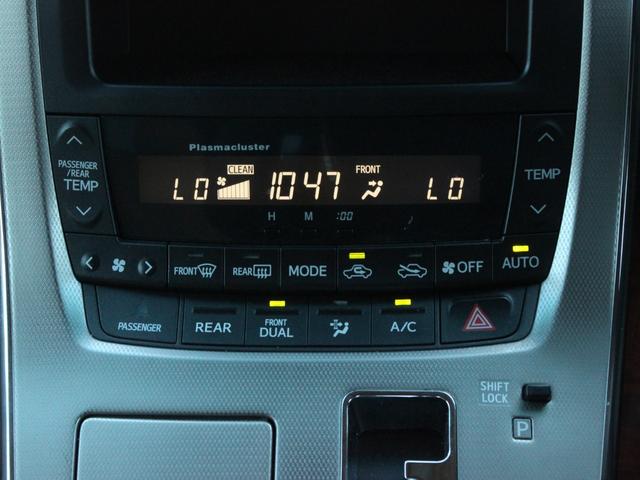 Plasmacluster
PASSENGER
/REAR
TEMP
CLEAN
FRONT
LO 10 47 LO
TEMP
H M :00
FRONT REAR MODE OFF AUTO
PASSENGER REAR FRONT
DUAL A/C
SHIFT
LOCK
P